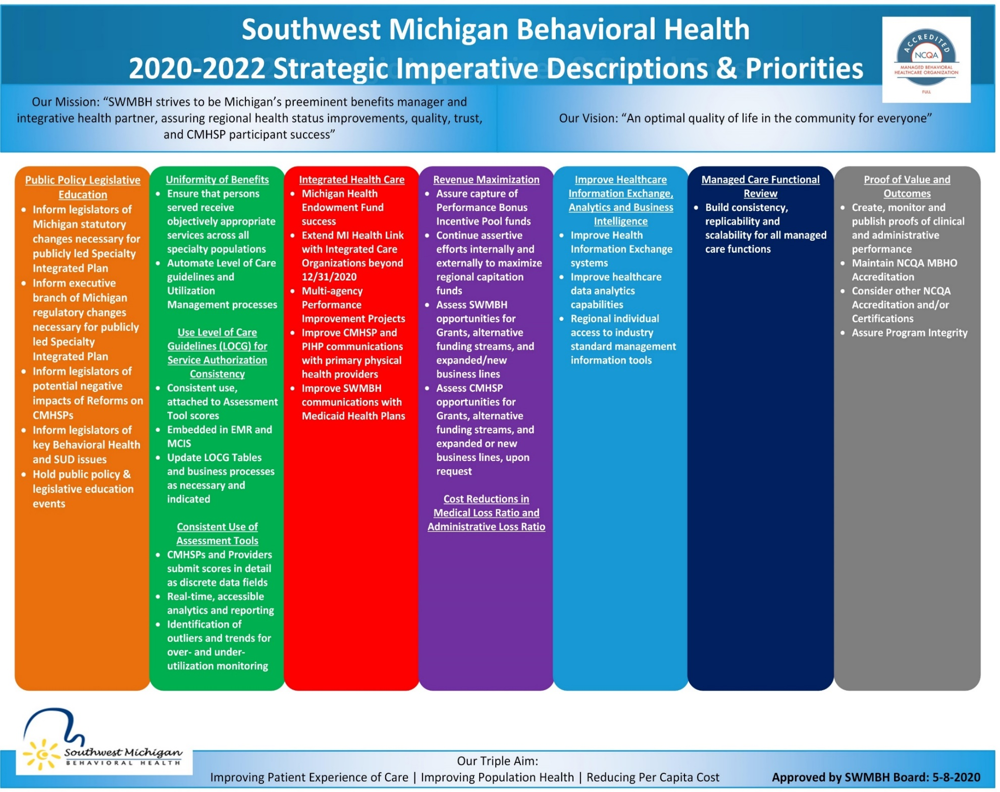 Southwest Michigan Behavioral Health
2020-2022 Strategic Imperative Descriptions & Priorities
ACCREDITED
NCQA
MANAGED BEHAVIORAL
HEALTHCARE ORGANIZATION
FULL
Our Mission: “SWMBH strives to be Michigan’s preeminent benefits manager and
integrative health partner, assuring regional health status improvements, quality, trust,
and CMHSP participant success”
Our Vision: “An optimal quality of life in the community for everyone”
Public Policy Legislative
Education
• Inform legislators of
Michigan statutory
changes necessary for
publicly led Specialty
Integrated Plan
• Inform executive
branch of Michigan
regulatory changes
necessary for publicly
led Specialty
Integrated Plan
• Inform legislators of
potential negative
impacts of Reforms on
CMHSPs
• Inform legislators of
key Behavioral Health
and SUD issues
• Hold public policy &
legislative education
events
Uniformity of Benefits
• Ensure that persons
served receive
objectively appropriate
services across all
specialty populations
• Automate Level of Care
guidelines and
Utilization
Management processes
Use Level of Care
Guidelines (LOCG) for
Service Authorization
Consistency
• Consistent use,
attached to Assessment
Tool scores
• Embedded in EMR and
MCIS
• Update LOCG Tables
and business processes
as necessary and
indicated
Consistent Use of
Assessment Tools
• CMHSPs and Providers
submit scores in detail
as discrete data fields
• Real-time, accessible
analytics and reporting
• Identification of
outliers and trends for
over- and under-
utilization monitoring
Integrated Health Care
• Michigan Health
Endowment Fund
success
• Extend MI Health Link
with Integrated Care
Organizations beyond
12/31/2020
• Multi-agency
Performance
Improvement Projects
• Improve CMHSP and
PIHP communications
with primary physical
health providers
• Improve SWMBH
communications with
Medicaid Health Plans
Revenue Maximization
• Assure capture of
Performance Bonus
Incentive Pool funds
• Continue assertive
efforts internally and
externally to maximize
regional capitation
funds
• Assess SWMBH
opportunities for
Grants, alternative
funding streams, and
expanded/new
business lines
• Assess CMHSP
opportunities for
Grants, alternative
funding streams, and
expanded or new
business lines, upon
request
Cost Reductions in
Medical Loss Ratio and
Administrative Loss Ratio
Improve Healthcare
Information Exchange,
Analytics and Business
Intelligence
• Improve Health
Information Exchange
systems
• Improve healthcare
data analytics
capabilities
• Regional individual
access to industry
standard management
information tools
Managed Care Functional
Review
• Build consistency,
replicability and
scalability for all managed
care functions
Proof of Value and
Outcomes
• Create, monitor and
publish proofs of clinical
and administrative
performance
• Maintain NCQA MBHO
Accreditation
• Consider other NCQA
Accreditation and/or
Certifications
• Assure Program Integrity
Southwest Michigan
BEHAVIORAL HEALTH
Our Triple Aim:
Improving Patient Experience of Care | Improving Population Health | Reducing Per Capita Cost
Approved by SWMBH Board: 5-8-2020